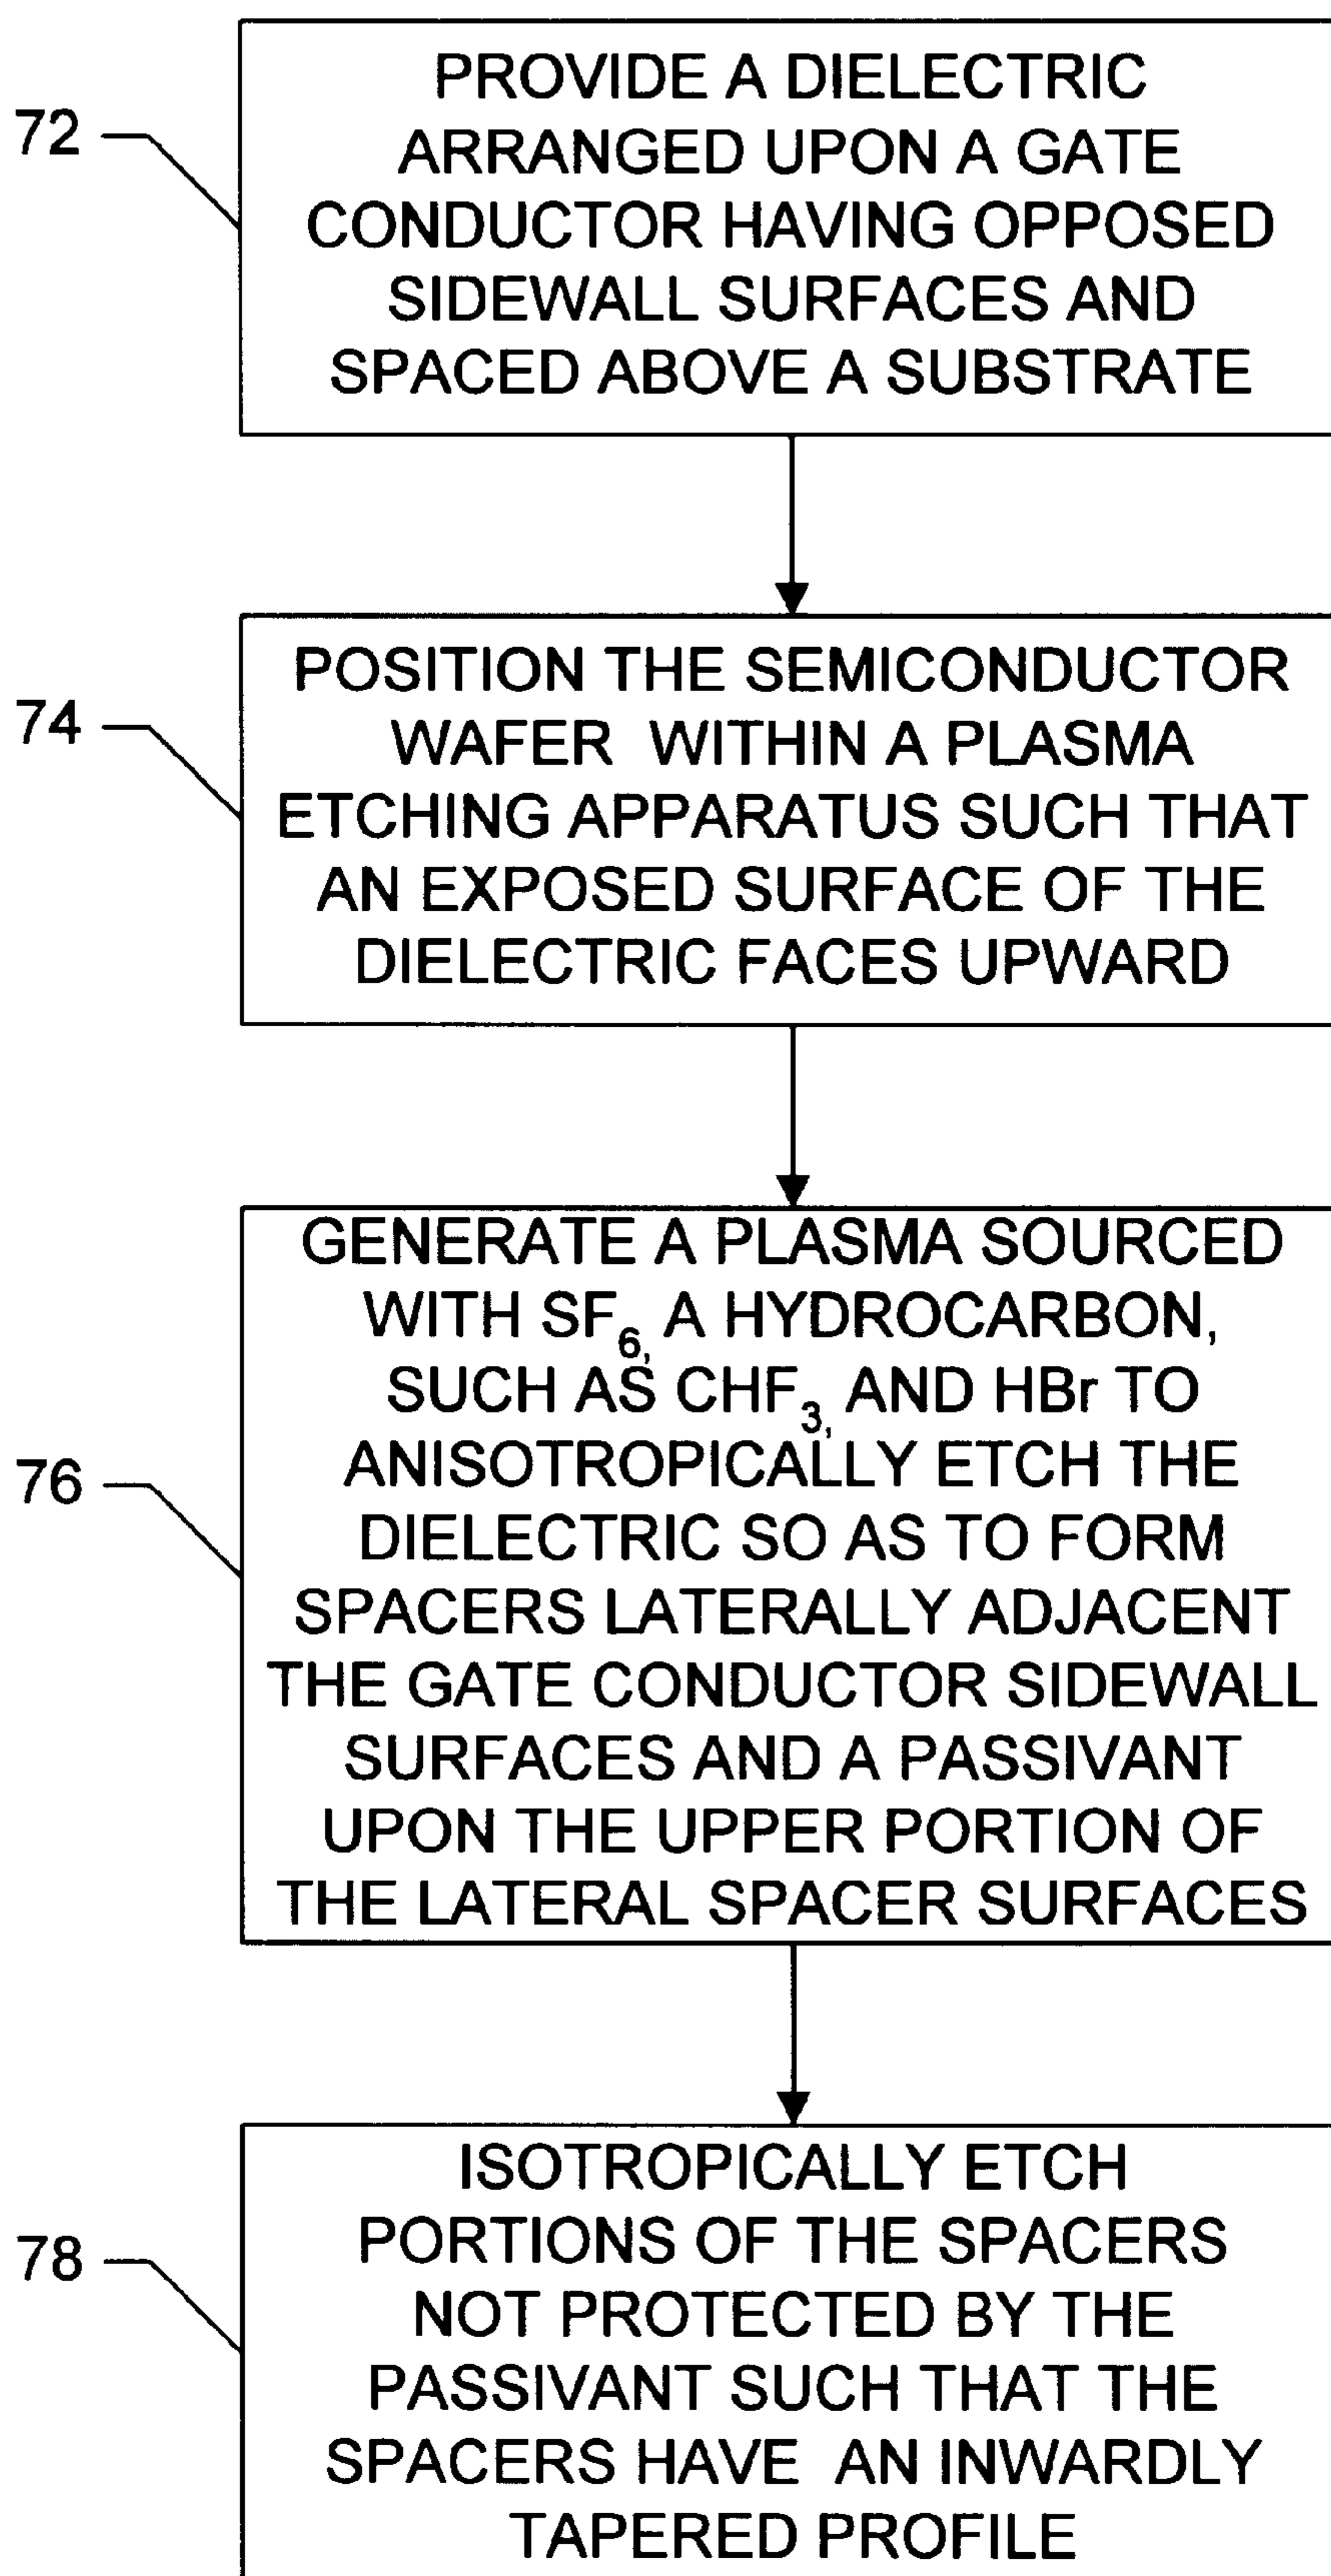 72
PROVIDE A DIELECTRIC
ARRANGED UPON A GATE
CONDUCTOR HAVING OPPOSED
SIDEWALL SURFACES AND
SPACED ABOVE A SUBSTRATE
74
POSITION THE SEMICONDUCTOR
WAFER WITHIN A PLASMA
ETCHING APPARATUS SUCH THAT
AN EXPOSED SURFACE OF THE
DIELECTRIC FACES UPWARD
76
GENERATE A PLASMA SOURCED
WITH SF₆, A HYDROCARBON,
SUCH AS CHF₃, AND HBr TO
ANISOTROPICALLY ETCH THE
DIELECTRIC SO AS TO FORM
SPACERS LATERALLY ADJACENT
THE GATE CONDUCTOR SIDEWALL
SURFACES AND A PASSIVANT
UPON THE UPPER PORTION OF
THE LATERAL SPACER SURFACES
78
ISOTROPICALLY ETCH
PORTIONS OF THE SPACERS
NOT PROTECTED BY THE
PASSIVANT SUCH THAT THE
SPACERS HAVE AN INWARDLY
TAPERED PROFILE